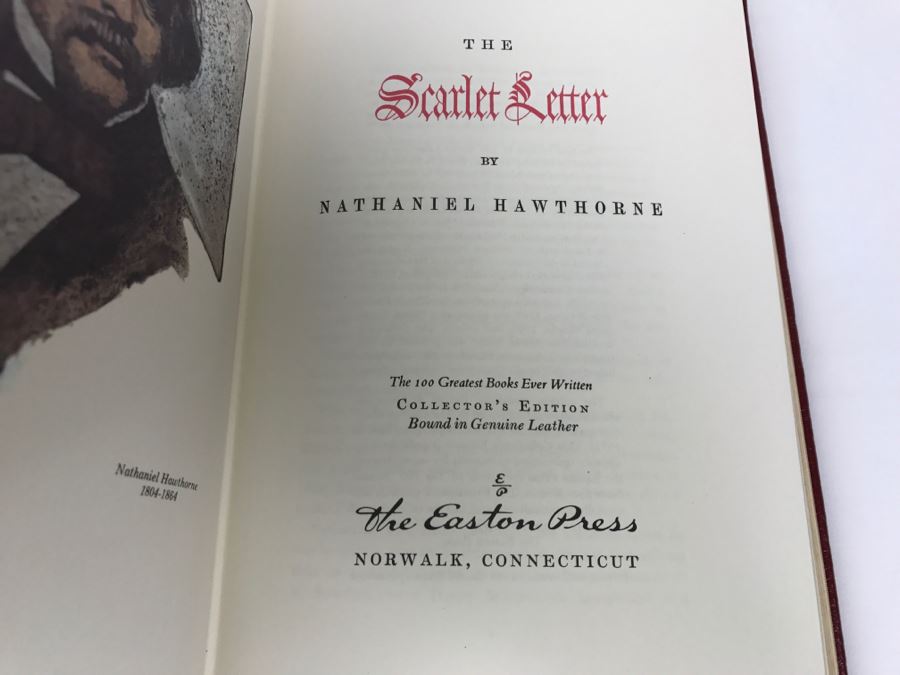 THE
Scarlet Letter
BY
NATHANIEL HAWTHORNE
The 100 Greatest Books Ever Written
COLLECTOR'S EDITION
Bound in Genuine Leather
EP
The Easton Press
NORWALK, CONNECTICUT
Nathaniel Hawthorne
1804-1864